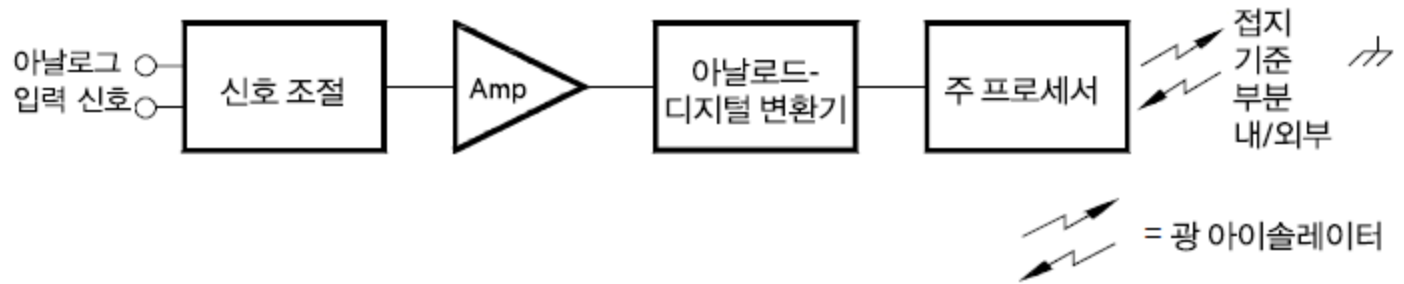 아날로그
입력 신호
신호 조절
Amp
아날로드-
디지털 변환기
주 프로세서
접지
기준
부분
내/외부
= 광 아이솔레이터